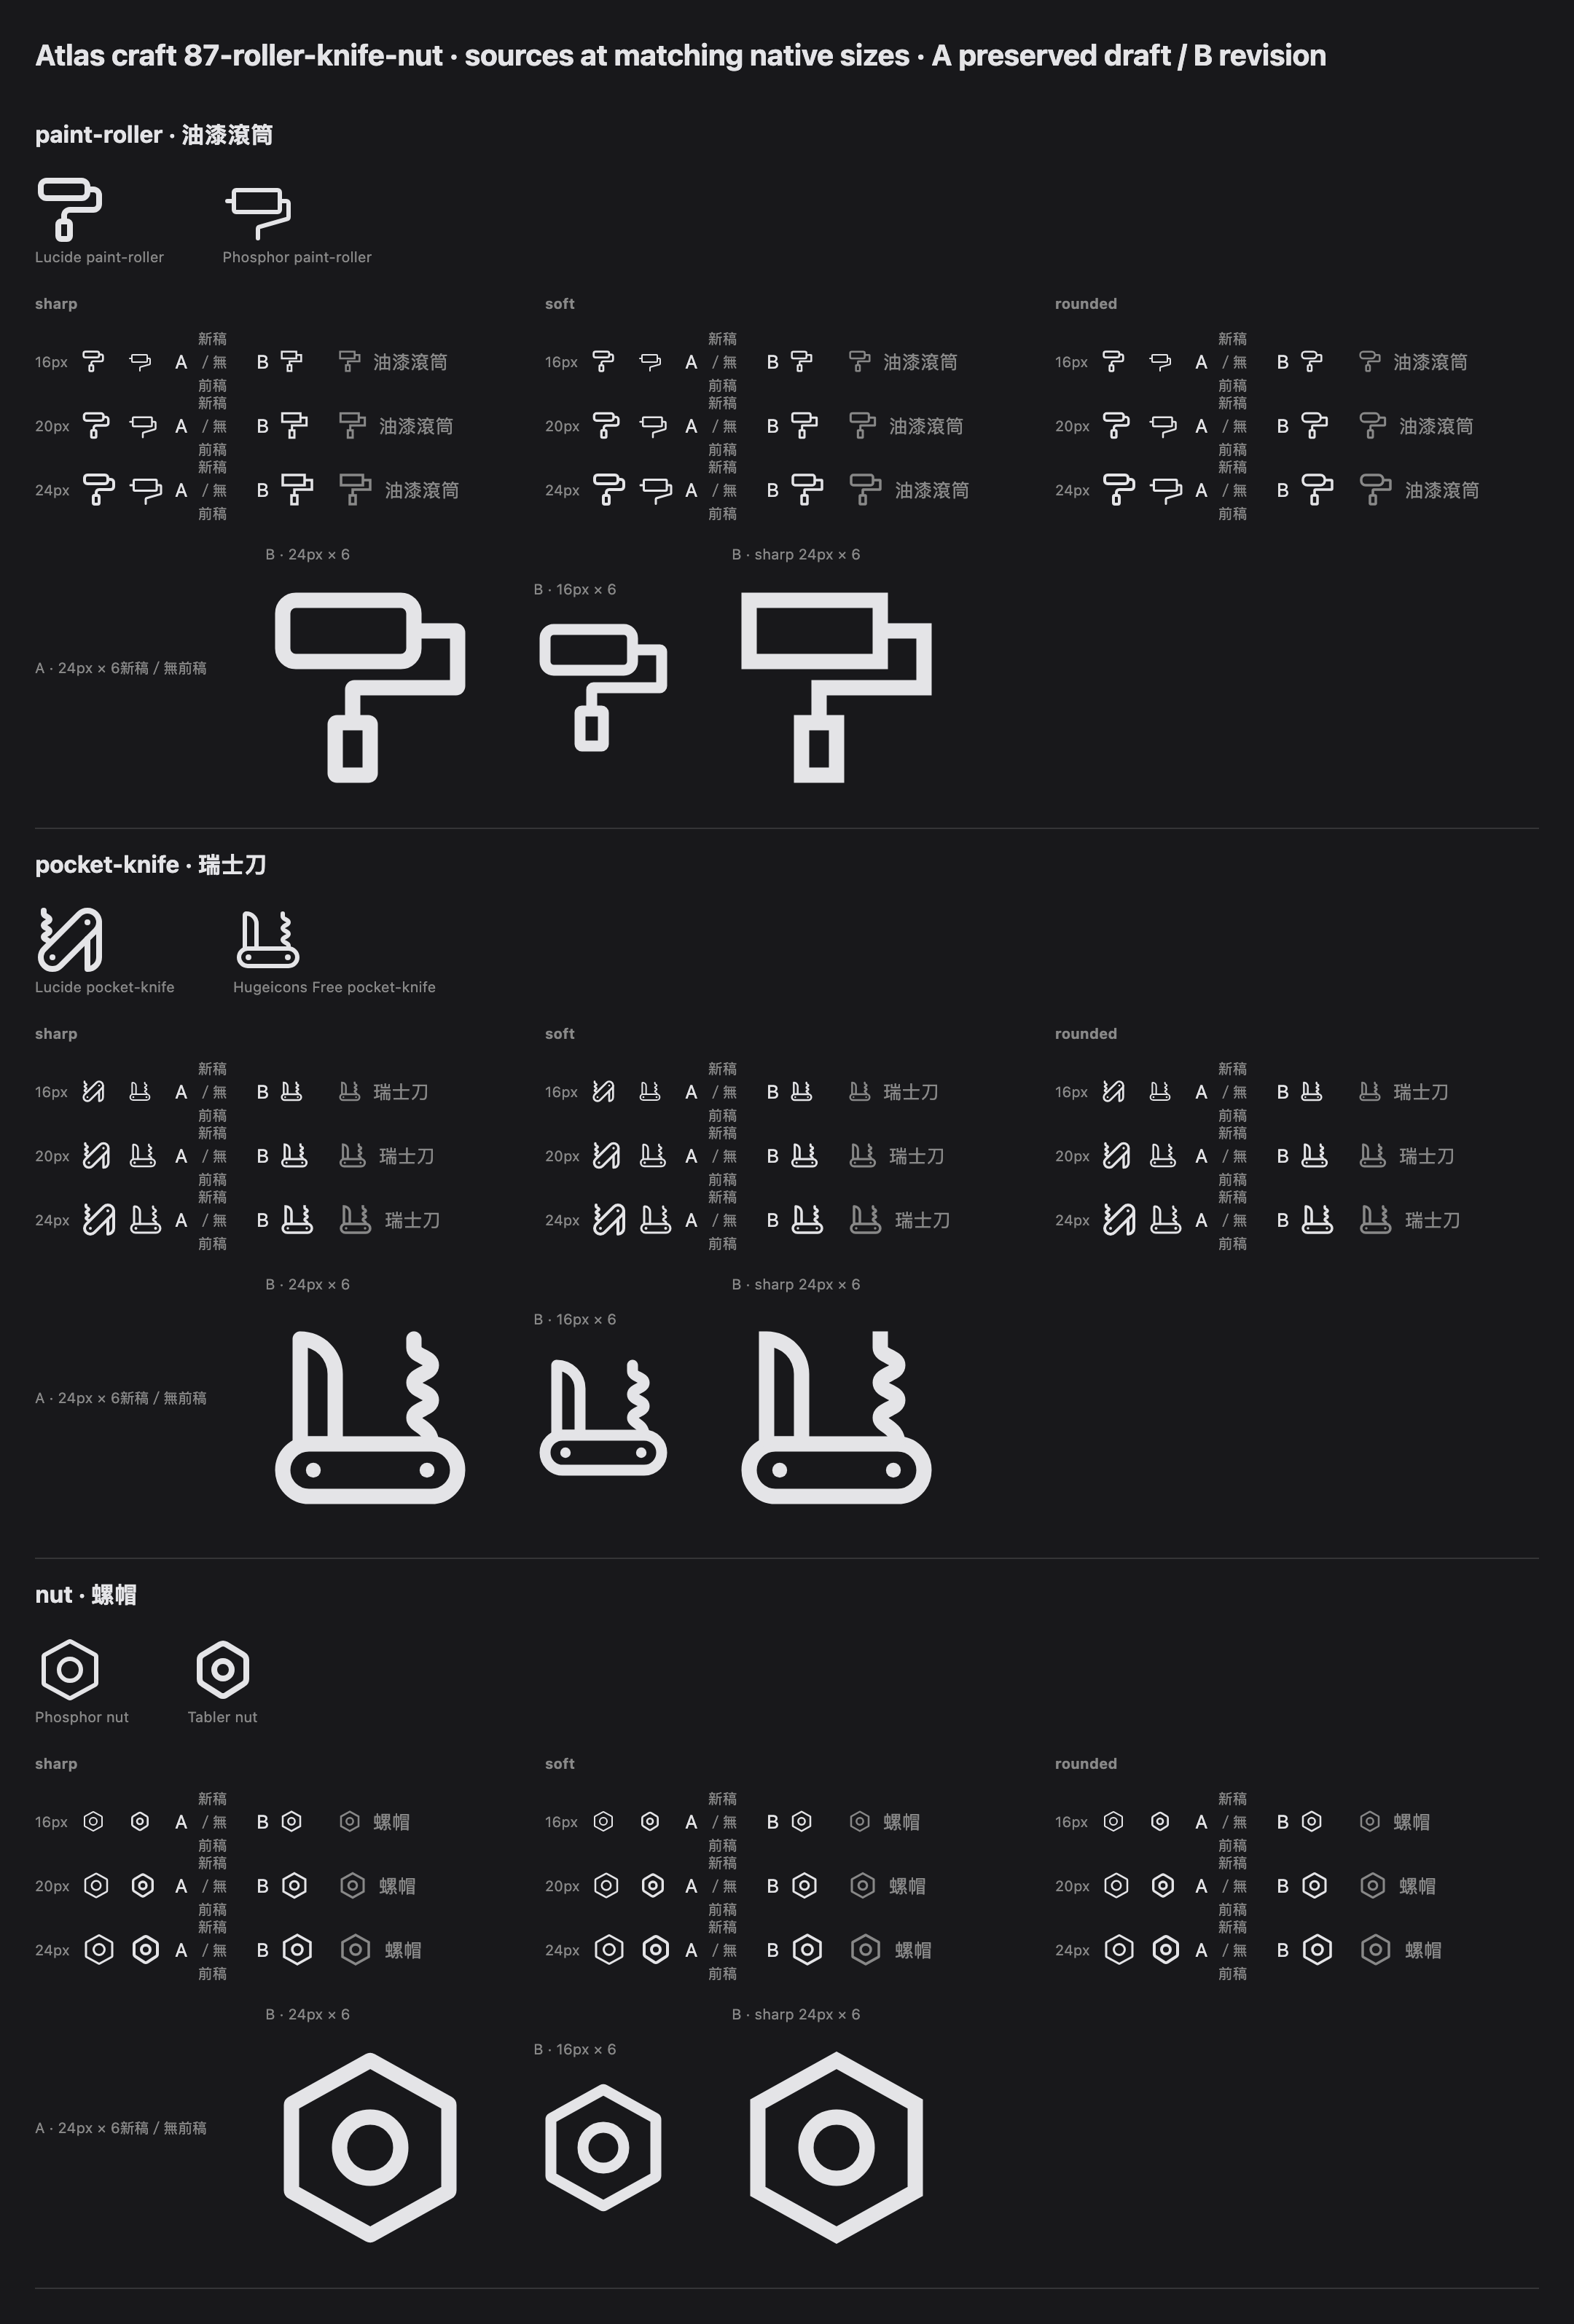 Atlas craft 87-roller-knife-nut · sources at matching native sizes · A preserved draft / B revision
paint-roller · 油漆滾筒
Lucide paint-roller
Phosphor paint-roller
sharp
16px A 新稿 / 無前稿 B 油漆滾筒
20px A 新稿 / 無前稿 B 油漆滾筒
24px A 新稿 / 無前稿 B 油漆滾筒
soft
16px A 新稿 / 無前稿 B 油漆滾筒
20px A 新稿 / 無前稿 B 油漆滾筒
24px A 新稿 / 無前稿 B 油漆滾筒
rounded
16px A 新稿 / 無前稿 B 油漆滾筒
20px A 新稿 / 無前稿 B 油漆滾筒
24px A 新稿 / 無前稿 B 油漆滾筒
A · 24px × 6新稿 / 無前稿
B · 24px × 6
B · 16px × 6
B · sharp 24px × 6
pocket-knife · 瑞士刀
Lucide pocket-knife
Hugeicons Free pocket-knife
sharp
16px A 新稿 / 無前稿 B 瑞士刀
20px A 新稿 / 無前稿 B 瑞士刀
24px A 新稿 / 無前稿 B 瑞士刀
soft
16px A 新稿 / 無前稿 B 瑞士刀
20px A 新稿 / 無前稿 B 瑞士刀
24px A 新稿 / 無前稿 B 瑞士刀
rounded
16px A 新稿 / 無前稿 B 瑞士刀
20px A 新稿 / 無前稿 B 瑞士刀
24px A 新稿 / 無前稿 B 瑞士刀
A · 24px × 6新稿 / 無前稿
B · 24px × 6
B · 16px × 6
B · sharp 24px × 6
nut · 螺帽
Phosphor nut
Tabler nut
sharp
16px A 新稿 / 無前稿 B 螺帽
20px A 新稿 / 無前稿 B 螺帽
24px A 新稿 / 無前稿 B 螺帽
soft
16px A 新稿 / 無前稿 B 螺帽
20px A 新稿 / 無前稿 B 螺帽
24px A 新稿 / 無前稿 B 螺帽
rounded
16px A 新稿 / 無前稿 B 螺帽
20px A 新稿 / 無前稿 B 螺帽
24px A 新稿 / 無前稿 B 螺帽
A · 24px × 6新稿 / 無前稿
B · 24px × 6
B · 16px × 6
B · sharp 24px × 6